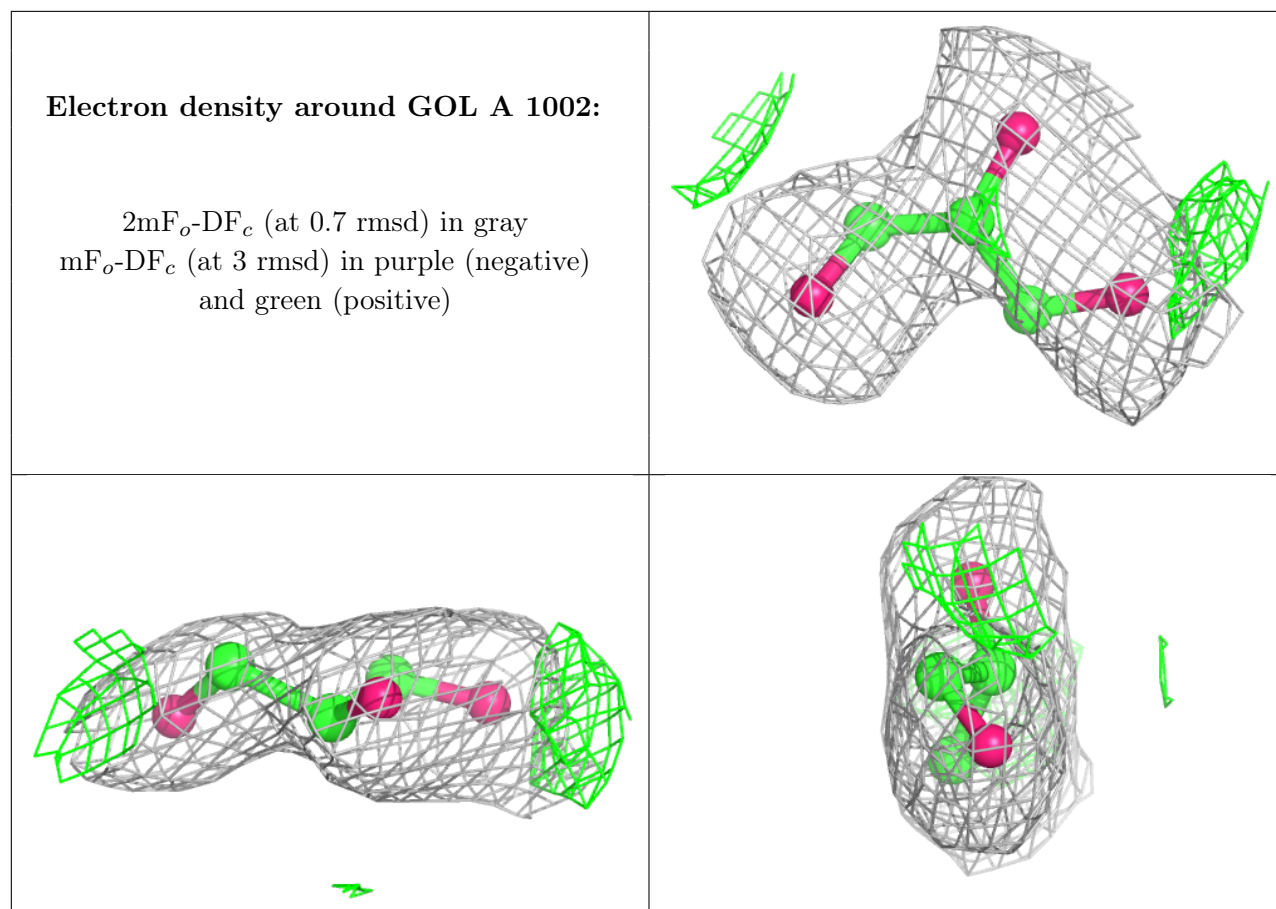 Electron density around GOL A 1002:
2mFo-DFc (at 0.7 rmsd) in gray
mFo-DFc (at 3 rmsd) in purple (negative)
and green (positive)